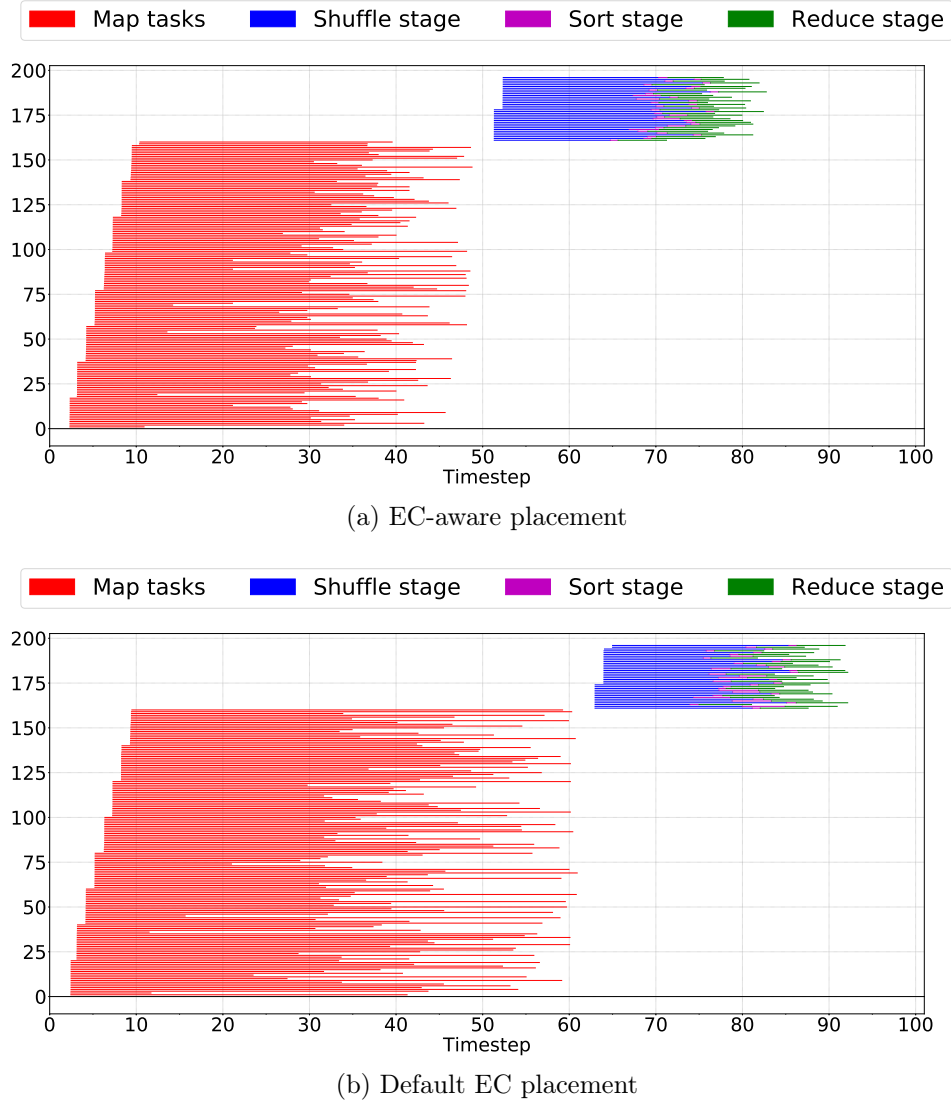 Map tasks Shuffle stage Sort stage Reduce stage
200
175
150
125
100
75
50
25
0
0 10 20 30 40 50 60 70 80 90 100
Timestep
(a) EC-aware placement
Map tasks Shuffle stage Sort stage Reduce stage
200
175
150
125
100
75
50
25
0
0 10 20 30 40 50 60 70 80 90 100
Timestep
(b) Default EC placement